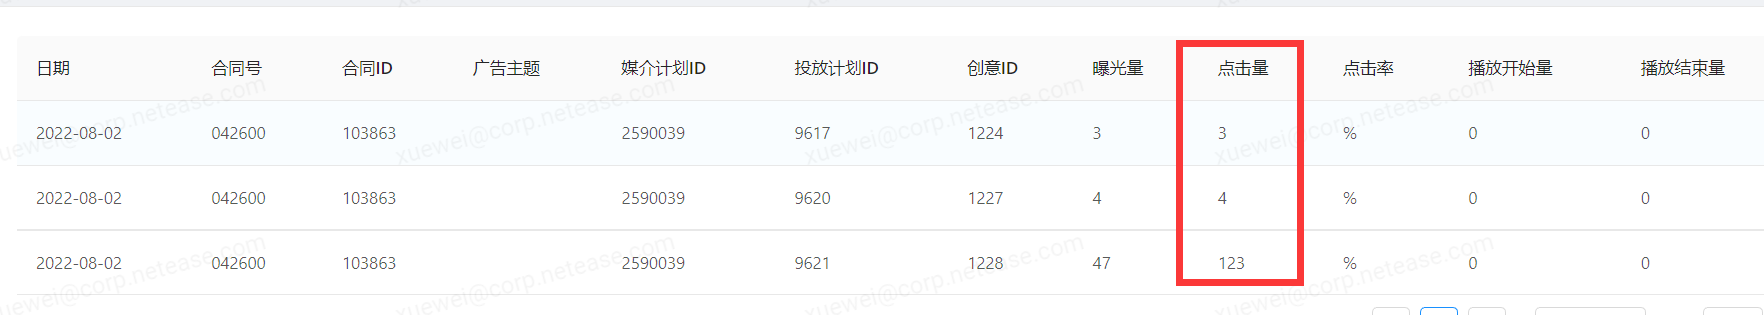 日期 合同号 合同ID 广告主题 媒介计划ID 投放计划ID 创意ID 曝光量 点击量 点击率 播放开始量 播放结束量
2022-08-02 042600 103863 2590039 9617 1224 3 3 % 0 0
2022-08-02 042600 103863 2590039 9620 1227 4 4 % 0 0
2022-08-02 042600 103863 2590039 9621 1228 47 123 % 0 0
xuewei@corp.netease.com